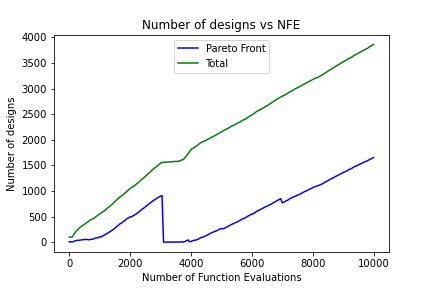 Number of designs vs NFE
Pareto Front
Total
Number of designs
4000
3500
3000
2500
2000
1500
1000
500
0
0 2000 4000 6000 8000 10000
Number of Function Evaluations